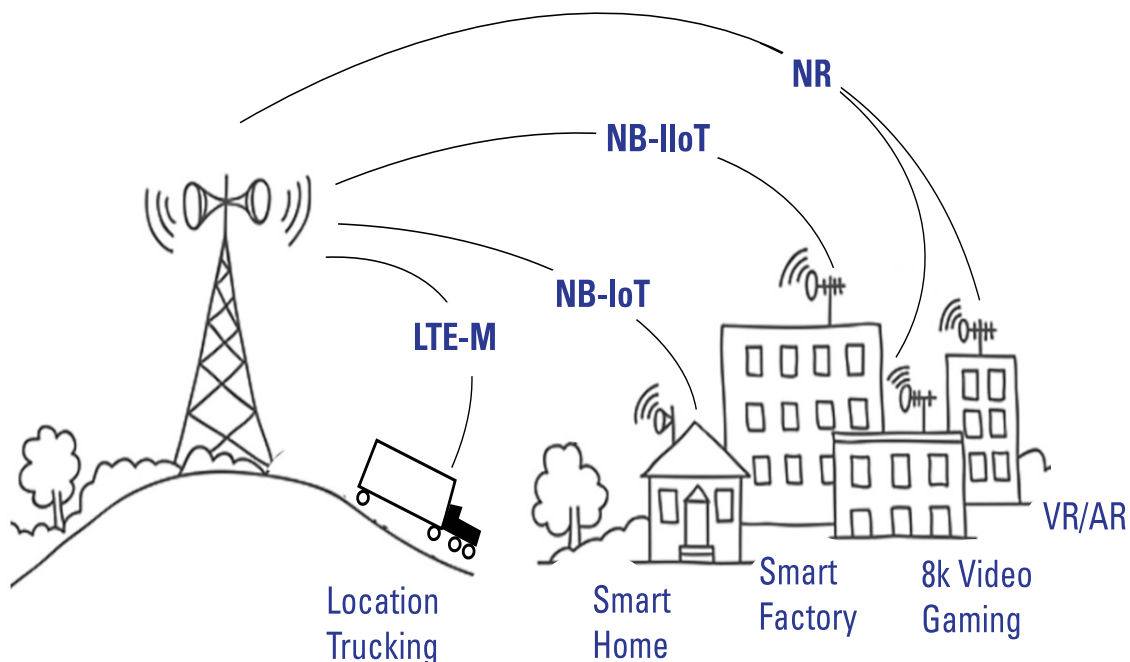 NR
NB-IIoT
NB-IoT
LTE-M
VR/AR
Location
Trucking
Smart
Home
Smart
Factory
8k Video
Gaming